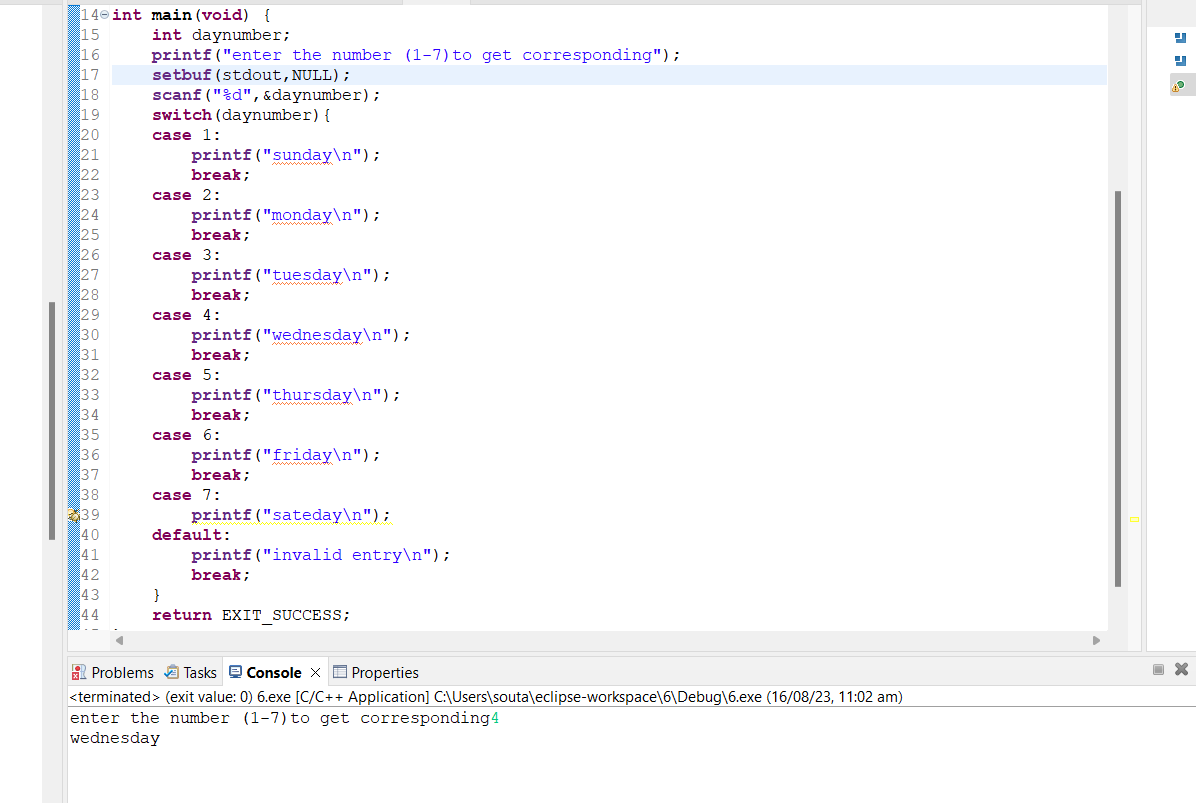 14 int main(void) {
15     int daynumber;
16     printf("enter the number (1-7)to get corresponding");
17     setbuf(stdout,NULL);
18     scanf("%d",&daynumber);
19     switch(daynumber){
20     case 1:
21         printf("sunday\n");
22         break;
23     case 2:
24         printf("monday\n");
25         break;
26     case 3:
27         printf("tuesday\n");
28         break;
29     case 4:
30         printf("wednesday\n");
31         break;
32     case 5:
33         printf("thursday\n");
34         break;
35     case 6:
36         printf("friday\n");
37         break;
38     case 7:
39         printf("sateday\n");
40     default:
41         printf("invalid entry\n");
42         break;
43     }
44     return EXIT_SUCCESS;
Problems Tasks Console Properties
<terminated> (exit value: 0) 6.exe [C/C++ Application] C:\Users\souta\eclipse-workspace\6\Debug\6.exe (16/08/23, 11:02 am)
enter the number (1-7)to get corresponding4
wednesday